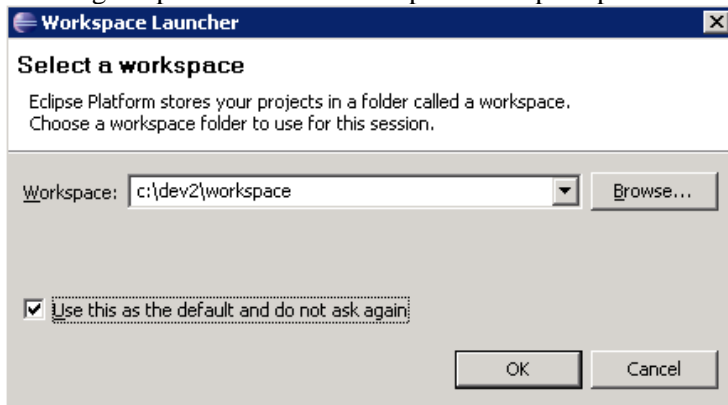 Workspace Launcher
Select a workspace
Eclipse Platform stores your projects in a folder called a workspace.
Choose a workspace folder to use for this session.
Workspace: c:\dev2\workspace Browse...
Use this as the default and do not ask again
OK Cancel